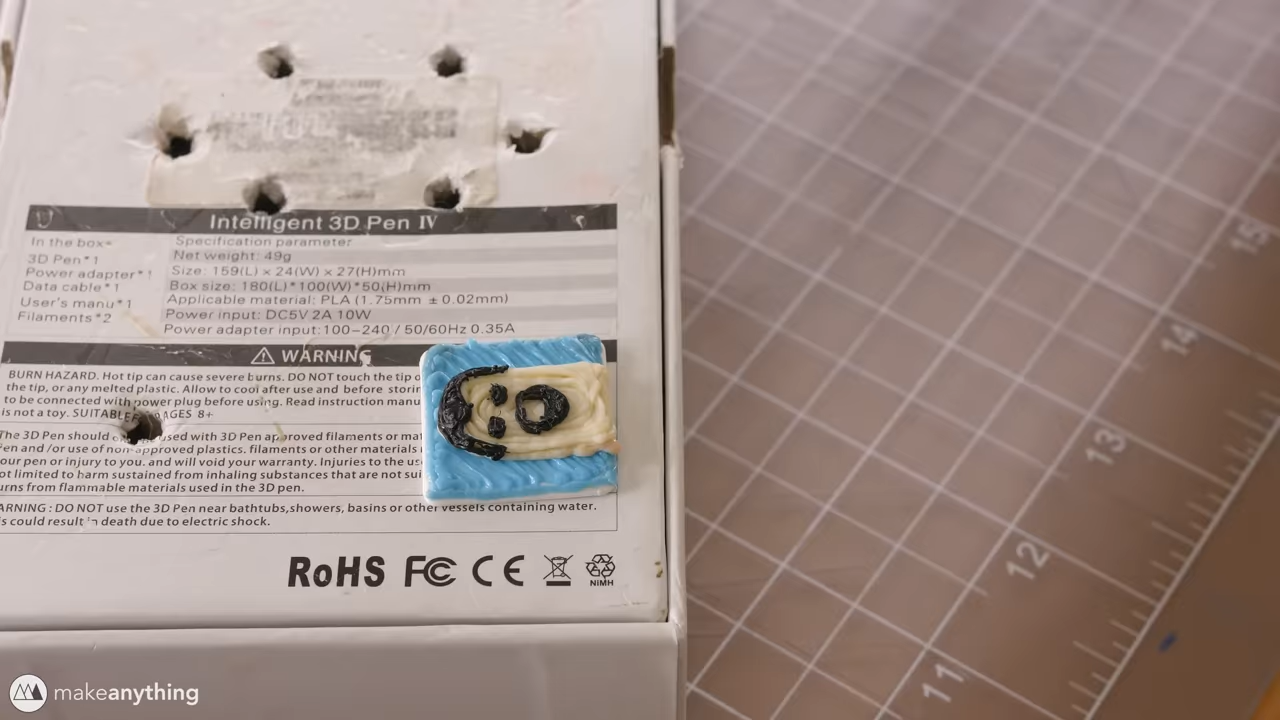 Intelligent 3D Pen IV
In the box
3D Pen*1
Power adapter*1
Data cable*1
User's manu*1
Filaments*2
Specification parameter
Net weight: 49g
Size: 159(L) x 24(W) x 27(H)mm
Box size: 180(L)*100(W)*50(H)mm
Applicable material: PLA (1.75mm ±0.02mm)
Power input: DC5V 2A 10W
Power adapter input:100-240 / 50/60Hz 0.35A
WARNING
BURN HAZARD. Hot tip can cause severe burns. DO NOT touch the tip
the tip, or any melted plastic. Allow to cool after use and before
to be connected with power plug before using. Read instruction
is not a toy. SUITABLE AGES 8+
The 3D Pen should used with 3D Pen approved filaments or
and /or use of non-approved plastics. filaments or other materials
pen or injury to you. and will void your warranty. Injuries to the
limited to harm sustained from inhaling substances that are not
from flammable materials used in the 3D pen.
: DO NOT use the 3D Pen near bathtubs,showers, basins or other vessels containing water.
could result in death due to electric shock.
RoHS FC CE
NIMH
15
14
13
12
11
makeanything